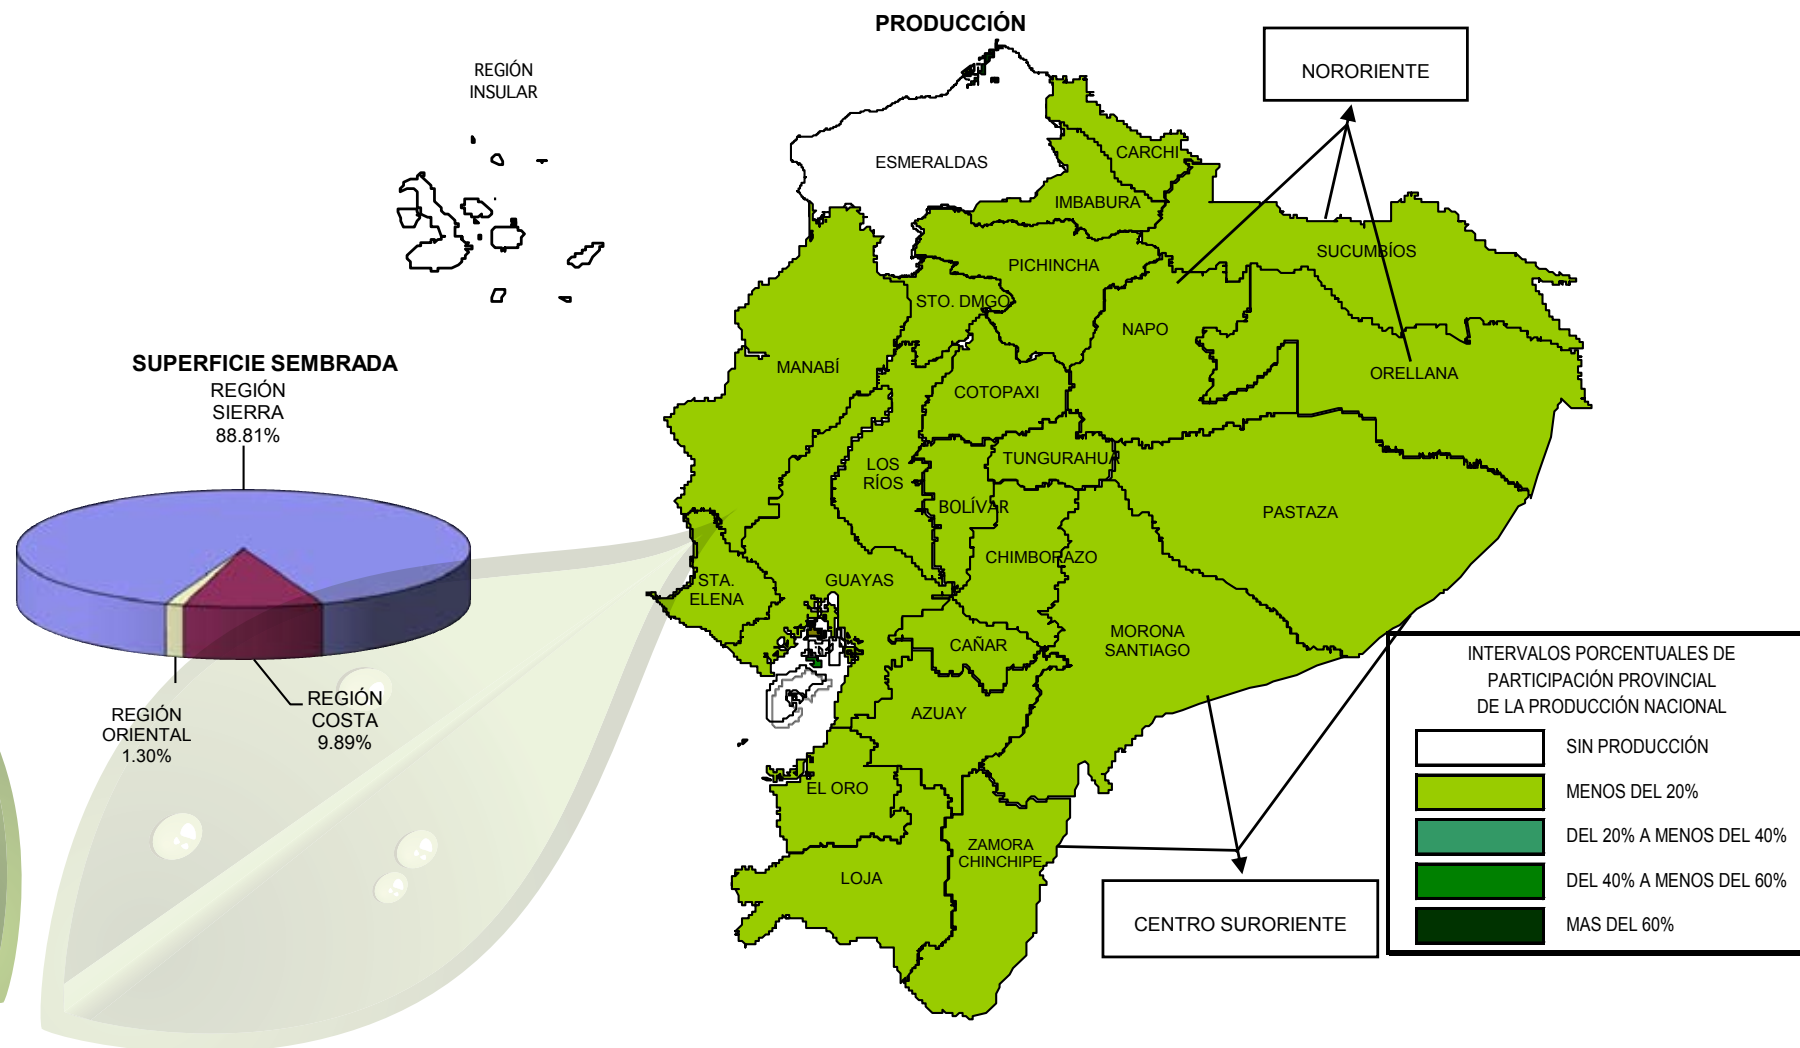 PRODUCCIÓN
REGIÓN
INSULAR
NORORIENTE
ESMERALDAS
CARCHI
IMBABURA
SUCUMBÍOS
PICHINCHA
STO. DMGO
NAPO
MANABÍ
ORELLANA
COTOPAXI
TUNGURAHUA
LOS
RÍOS
BOLÍVAR
PASTAZA
CHIMBORAZO
STA.
ELENA
GUAYAS
CAÑAR
MORONA
SANTIAGO
AZUAY
EL ORO
ZAMORA
CHINCHIPE
LOJA
CENTRO SURORIENTE
SUPERFICIE SEMBRADA
REGIÓN
SIERRA
88.81%
REGIÓN
ORIENTAL
1.30%
REGIÓN
COSTA
9.89%
INTERVALOS PORCENTUALES DE
PARTICIPACIÓN PROVINCIAL
DE LA PRODUCCIÓN NACIONAL
SIN PRODUCCIÓN
MENOS DEL 20%
DEL 20% A MENOS DEL 40%
DEL 40% A MENOS DEL 60%
MAS DEL 60%